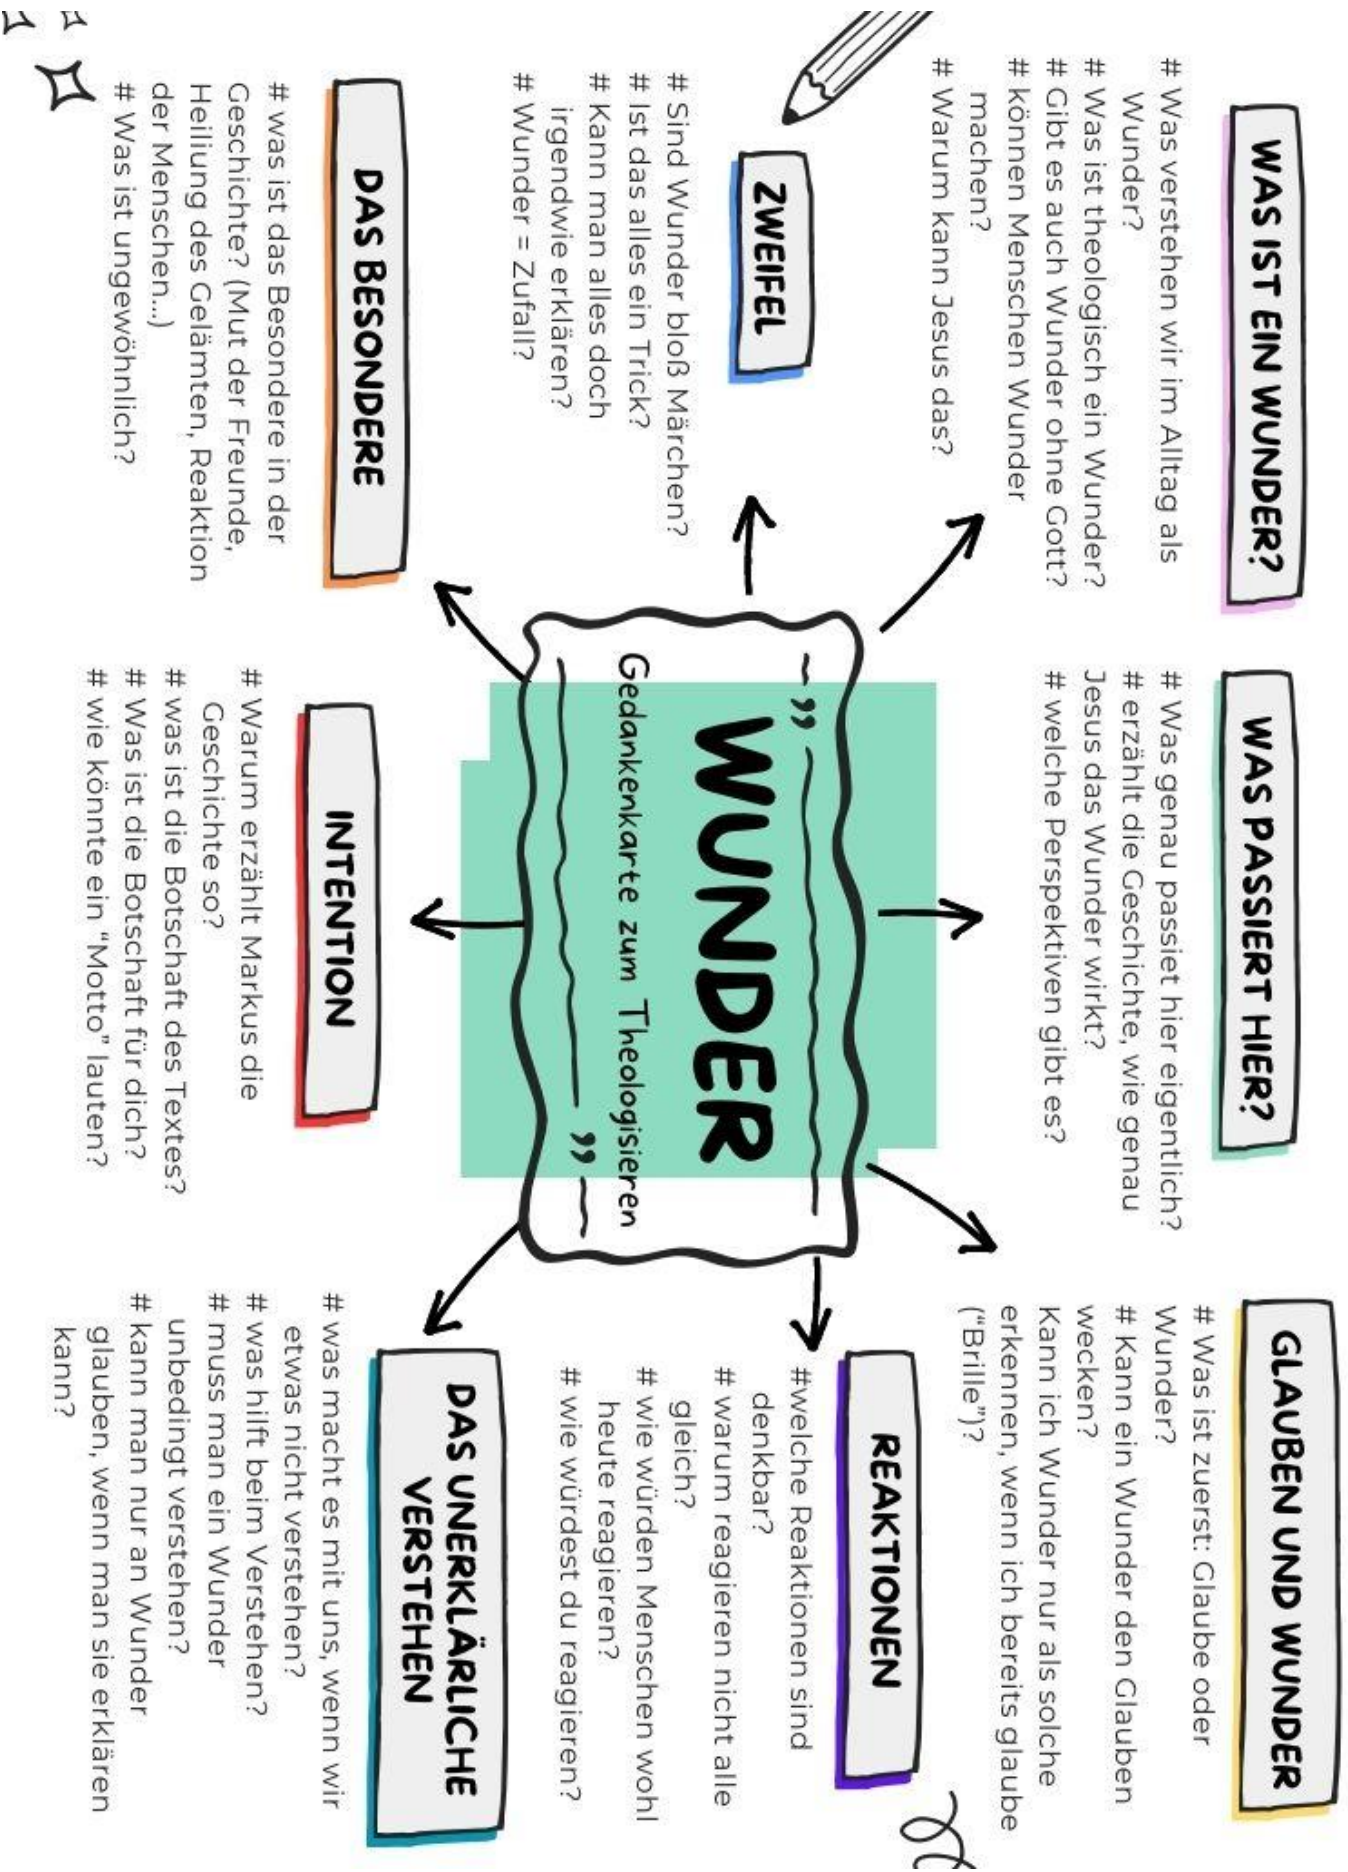 WAS IST EIN WUNDER?
# Was verstehen wir im Alltag als
Wunder?
# Was ist theologisch ein Wunder?
# Gibt es auch Wunder ohne Gott?
# können Menschen Wunder
machen?
# Warum kann Jesus das?
WAS PASSIERT HIER?
# Was genau passiet hier eigentlich?
# erzählt die Geschichte, wie genau
Jesus das Wunder wirkt?
# welche Perspektiven gibt es?
GLAUBEN UND WUNDER
# Was ist zuerst: Glaube oder
Wunder?
# Kann ein Wunder den Glauben
wecken?
Kann ich Wunder nur als solche
erkennen, wenn ich bereits glaube
("Brille")?
ZWEIFEL
# Sind Wunder bloß Märchen?
# Ist das alles ein Trick?
# Kann man alles doch
irgendwie erklären?
# Wunder = Zufall?
WUNDER
Gedankenkarte zum Theologisieren
REAKTIONEN
#welche Reaktionen sind
denkbar?
# warum reagieren nicht alle
gleich?
# wie würden Menschen wohl
heute reagieren?
# wie würdest du reagieren?
DAS BESONDERE
# was ist das Besondere in der
Geschichte? (Mut der Freunde,
Heiliung des Gelämten, Reaktion
der Menschen...)
# Was ist ungewöhnlich?
INTENTION
# Warum erzählt Markus die
Geschichte so?
# was ist die Botschaft des Textes?
# Was ist die Botschaft für dich?
# wie könnte ein "Motto" lauten?
DAS UNERKLÄRLICHE
VERSTEHEN
# was macht es mit uns, wenn wir
etwas nicht verstehen?
# was hilft beim Verstehen?
# muss man ein Wunder
unbedingt verstehen?
# kann man nur an Wunder
glauben, wenn man sie erklären
kann?